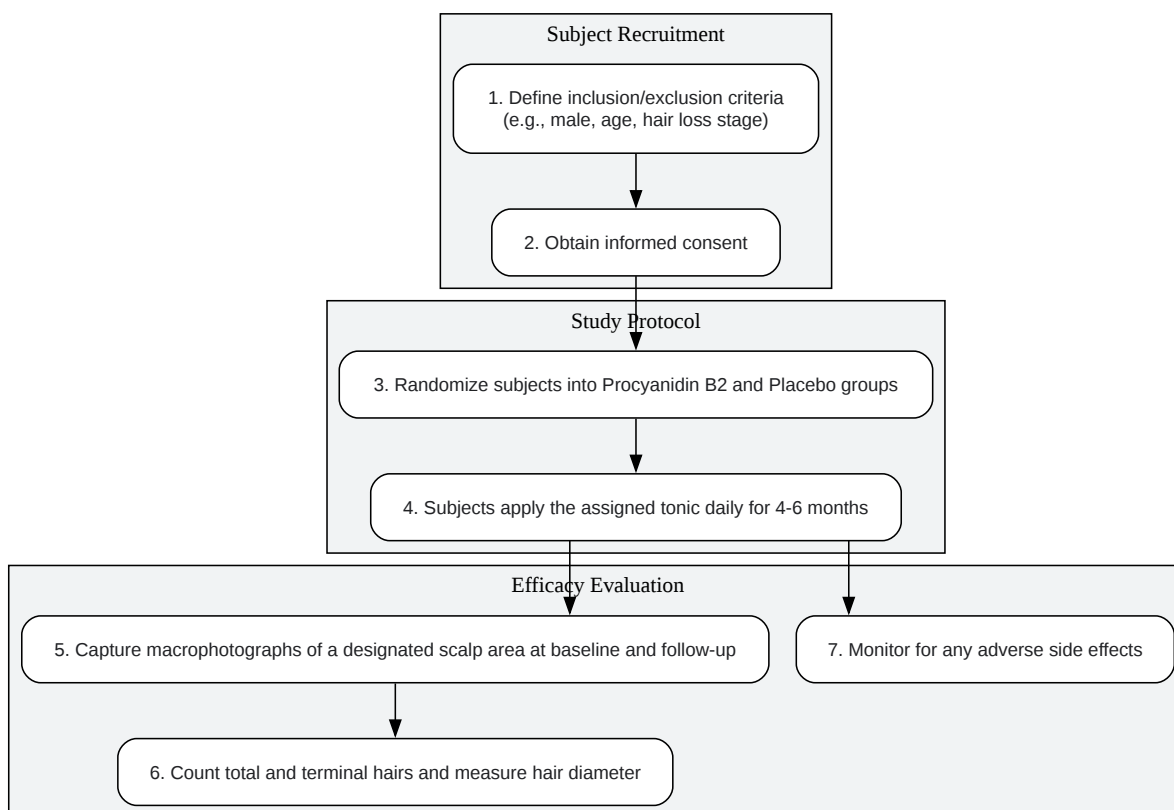 Subject Recruitment
1. Define inclusion/exclusion criteria
(e.g., male, age, hair loss stage)
2. Obtain informed consent
Study Protocol
3. Randomize subjects into Procyanidin B2 and Placebo groups
4. Subjects apply the assigned tonic daily for 4-6 months
Efficacy Evaluation
5. Capture macrophotographs of a designated scalp area at baseline and follow-up
7. Monitor for any adverse side effects
6. Count total and terminal hairs and measure hair diameter